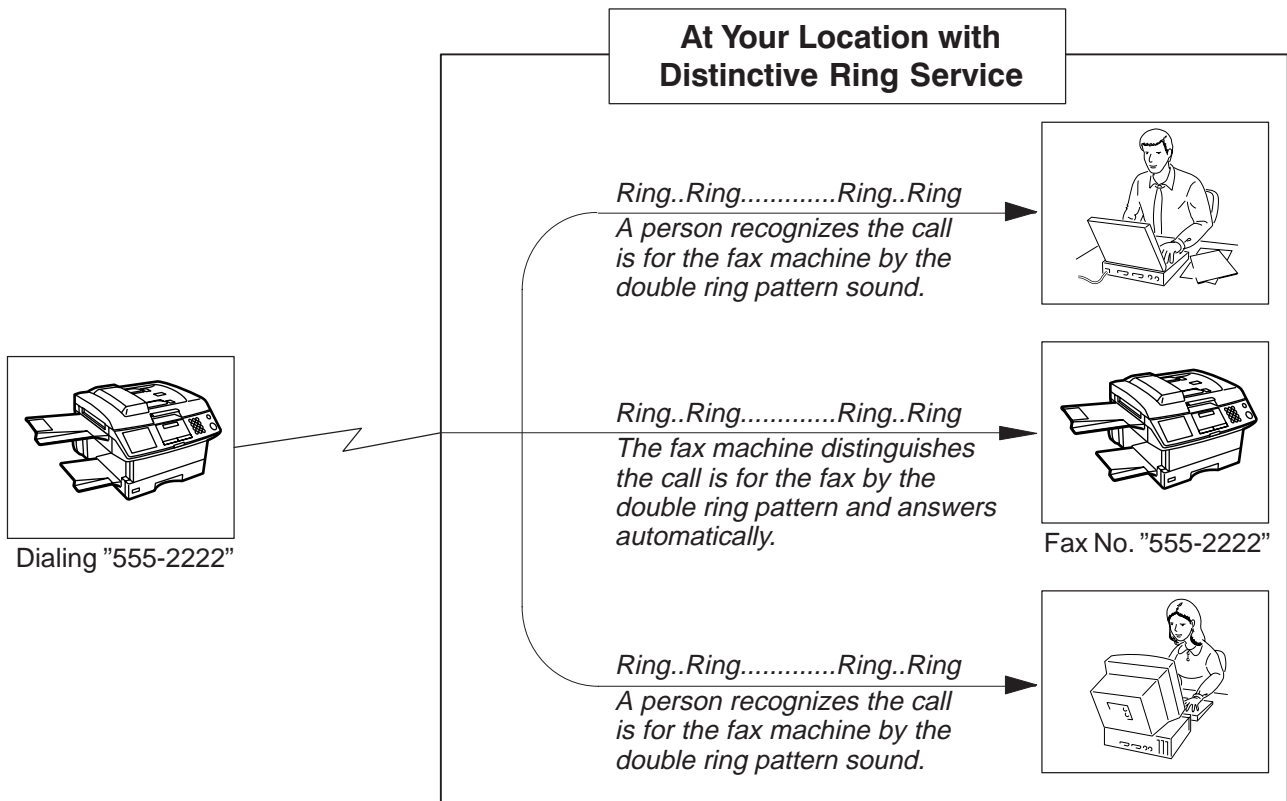 At Your Location with
Distinctive Ring Service
Ring..Ring.............Ring..Ring
A person recognizes the call
is for the fax machine by the
double ring pattern sound.
Dialing ”555-2222”
Ring..Ring.............Ring..Ring
The fax machine distinguishes
the call is for the fax by the
double ring pattern and answers
automatically.
Fax No. ”555-2222”
Ring..Ring.............Ring..Ring
A person recognizes the call
is for the fax machine by the
double ring pattern sound.